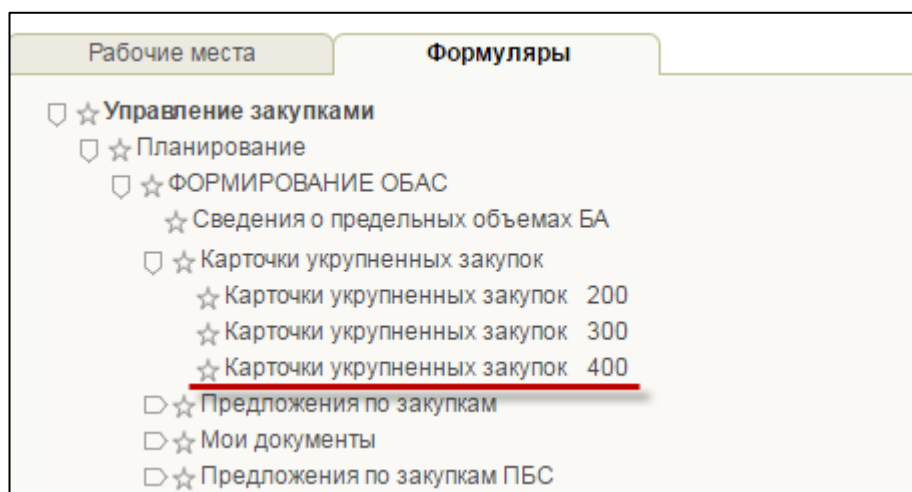 Рабочие места
Формуляры
Управление закупками
Планирование
ФОРМИРОВАНИЕ ОБАС
Сведения о предельных объемах БА
Карточки укрупненных закупок
Карточки укрупненных закупок 200
Карточки укрупненных закупок 300
Карточки укрупненных закупок 400
Предложения по закупкам
Мои документы
Предложения по закупкам ПБС